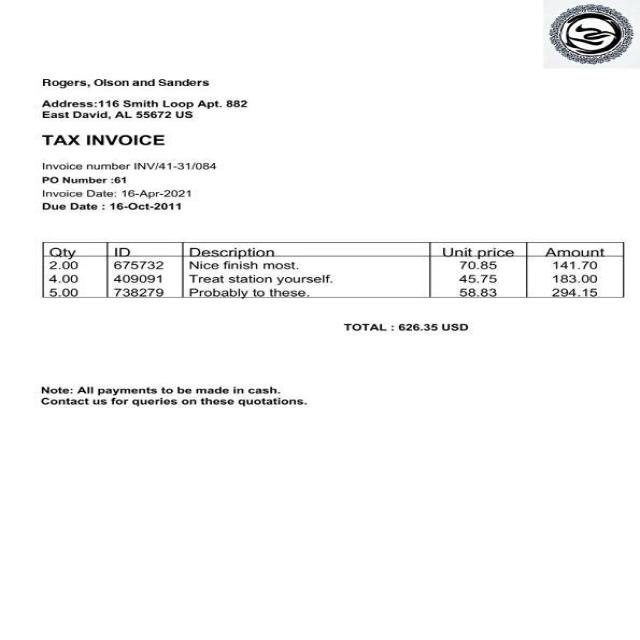 Rogers, Olson and Sanders
Address:116 Smith Loop Apt. 882
East David, AL 55672 US
TAX INVOICE
Invoice number INV/41-31/084
PO Number :61
Invoice Date: 16-Apr-2021
Due Date : 16-Oct-2011
Qty ID Description Unit price Amount
2.00 675732 Nice finish most. 70.85 141.70
4.00 409091 Treat station yourself. 45.75 183.00
5.00 738279 Probably to these. 58.83 294.15
TOTAL : 626.35 USD
Note: All payments to be made in cash.
Contact us for queries on these quotations.